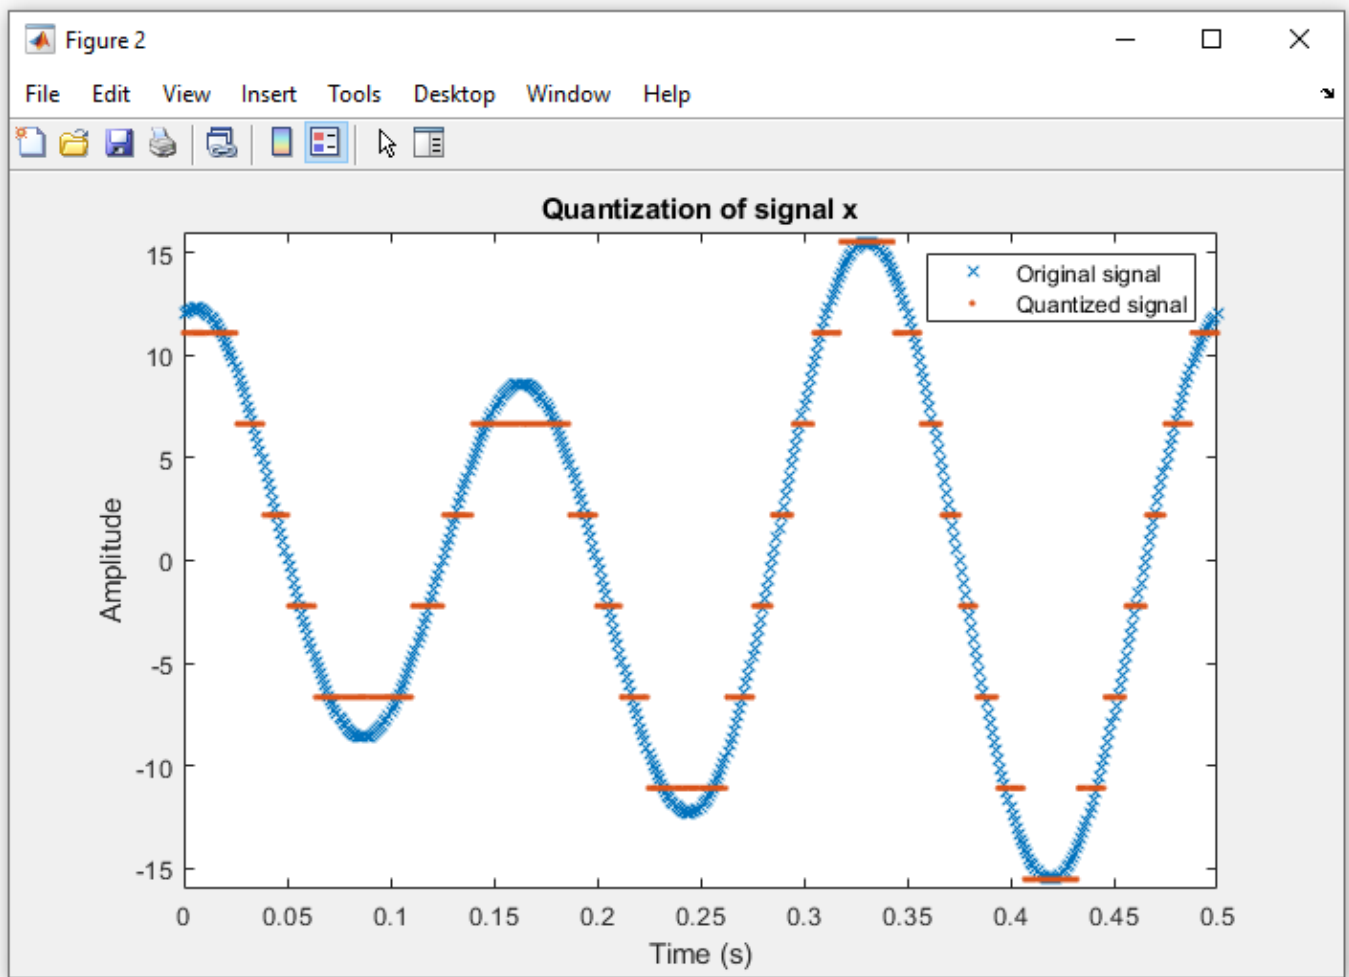 Figure 2
File Edit View Insert Tools Desktop Window Help
Quantization of signal x
Original signal
Quantized signal
15
10
5
0
-5
-10
-15
Amplitude
0 0.05 0.1 0.15 0.2 0.25 0.3 0.35 0.4 0.45 0.5
Time (s)